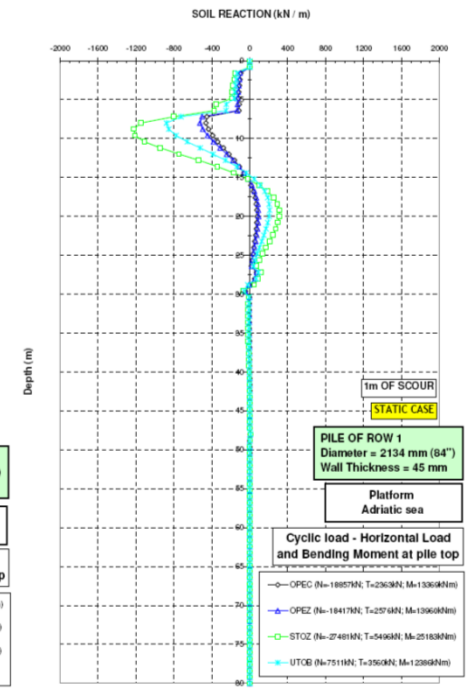 SOIL REACTION (kN / m)
-2000 -1600 -1200 -800 -400 0 400 800 1200 1600 2000
Depth (m)
10
15
20
25
30
35
40
45
50
55
60
65
70
75
80
1m OF SCOUR
STATIC CASE
PILE OF ROW 1
Diameter = 2134 mm (84")
Wall Thickness = 45 mm
Platform
Adriatic sea
Cyclic load - Horizontal Load
and Bending Moment at pile top
OPEC (N=-18857kN; T=2363kN; M=13369kNm)
OPEZ (N=-18417kN; T=2576kN; M=13960kNm)
STOZ (N=-27481kN; T=5496kN; M=25183kNm)
UTOB (N=7511kN; T=3560kN; M=12386kNm)